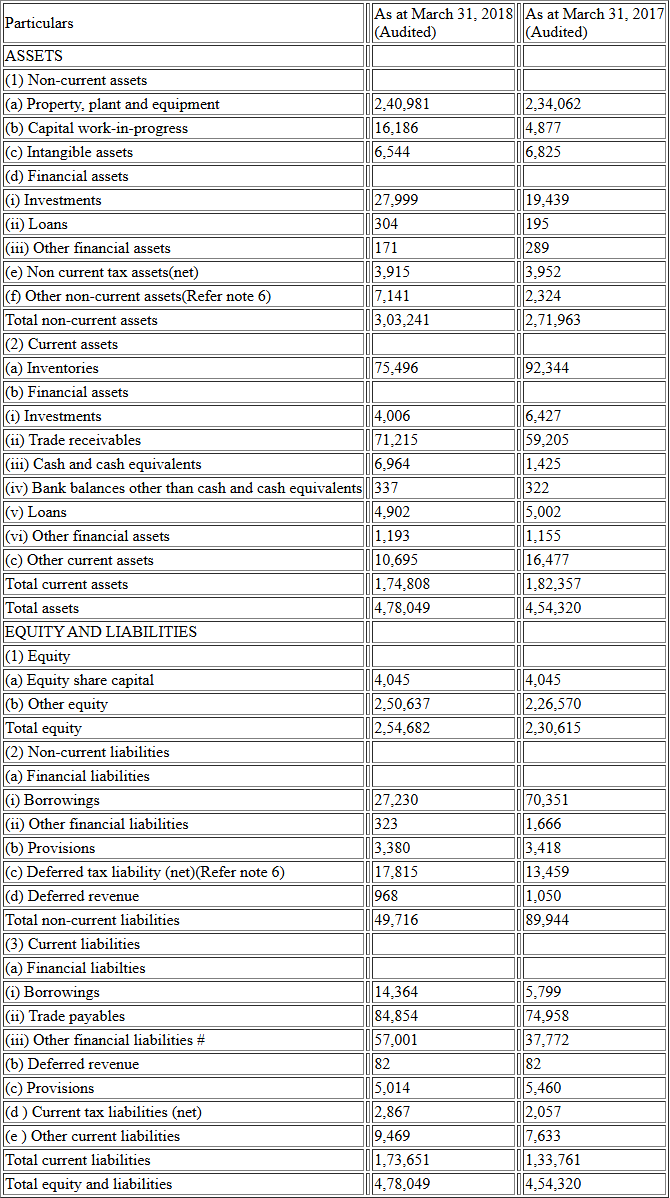 Particulars As at March 31, 2018 (Audited) As at March 31, 2017 (Audited)
ASSETS
(1) Non-current assets
(a) Property, plant and equipment 2,40,981 2,34,062
(b) Capital work-in-progress 16,186 4,877
(c) Intangible assets 6,544 6,825
(d) Financial assets
(i) Investments 27,999 19,439
(ii) Loans 304 195
(iii) Other financial assets 171 289
(e) Non current tax assets(net) 3,915 3,952
(f) Other non-current assets(Refer note 6) 7,141 2,324
Total non-current assets 3,03,241 2,71,963
(2) Current assets
(a) Inventories 75,496 92,344
(b) Financial assets
(i) Investments 4,006 6,427
(ii) Trade receivables 71,215 59,205
(iii) Cash and cash equivalents 6,964 1,425
(iv) Bank balances other than cash and cash equivalents 337 322
(v) Loans 4,902 5,002
(vi) Other financial assets 1,193 1,155
(c) Other current assets 10,695 16,477
Total current assets 1,74,808 1,82,357
Total assets 4,78,049 4,54,320
EQUITY AND LIABILITIES
(1) Equity
(a) Equity share capital 4,045 4,045
(b) Other equity 2,50,637 2,26,570
Total equity 2,54,682 2,30,615
(2) Non-current liabilities
(a) Financial liabilities
(i) Borrowings 27,230 70,351
(ii) Other financial liabilities 323 1,666
(b) Provisions 3,380 3,418
(c) Deferred tax liability (net)(Refer note 6) 17,815 13,459
(d) Deferred revenue 968 1,050
Total non-current liabilities 49,716 89,944
(3) Current liabilities
(a) Financial liabilties
(i) Borrowings 14,364 5,799
(ii) Trade payables 84,854 74,958
(iii) Other financial liabilities # 57,001 37,772
(b) Deferred revenue 82 82
(c) Provisions 5,014 5,460
(d ) Current tax liabilities (net) 2,867 2,057
(e ) Other current liabilities 9,469 7,633
Total current liabilities 1,73,651 1,33,761
Total equity and liabilities 4,78,049 4,54,320